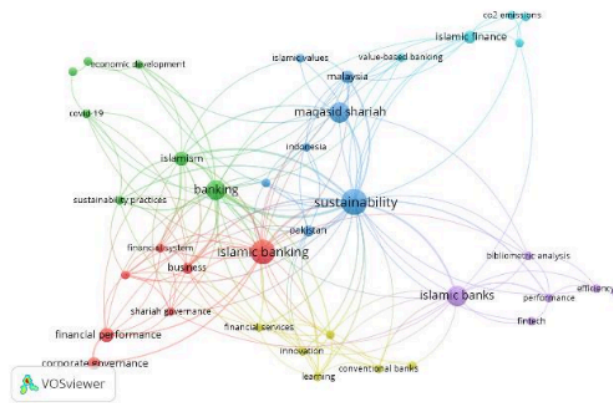 co2 emissions
islamic finance
islamic values
value-based banking
economic development
malaysia
maqasid shariah
covid-19
indonesia
islamism
banking
sustainability practices
sustainability
pakistan
financial system
islamic banking
bibliometric analysis
business
efficiency
islamic banks
performance
shariah governance
fintech
financial services
financial performance
innovation
corporate governance
conventional banks
learning
VOSviewer